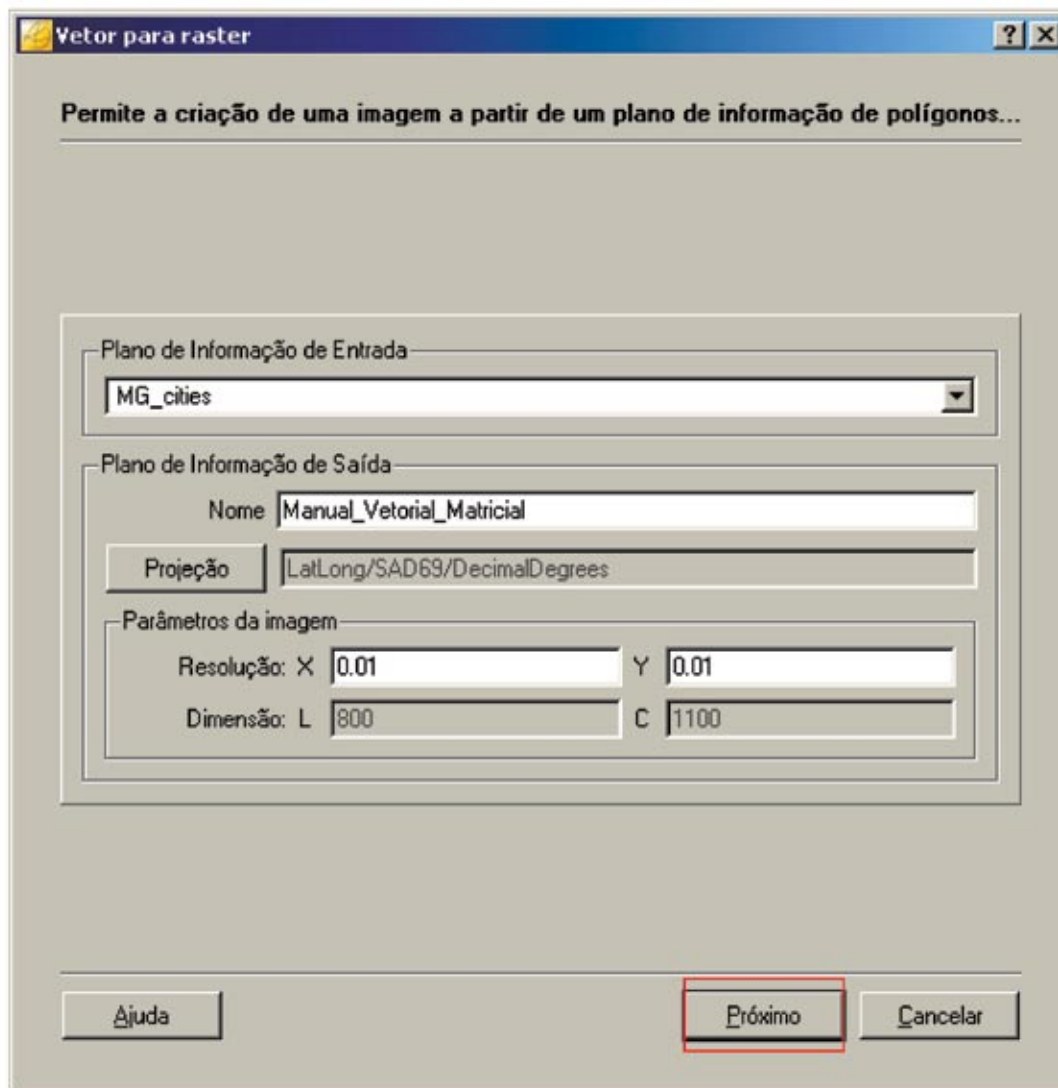 Vetor para raster
Permite a criação de uma imagem a partir de um plano de informação de polígonos...
Plano de Informação de Entrada
MG_cities
Plano de Informação de Saída
Nome Manual_Vetorial_Matricial
Projeção LatLong/SAD69/DecimalDegrees
Parâmetros da imagem
Resolução: X 0.01 Y 0.01
Dimensão: L 800 C 1100
Ajuda Próximo Cancelar